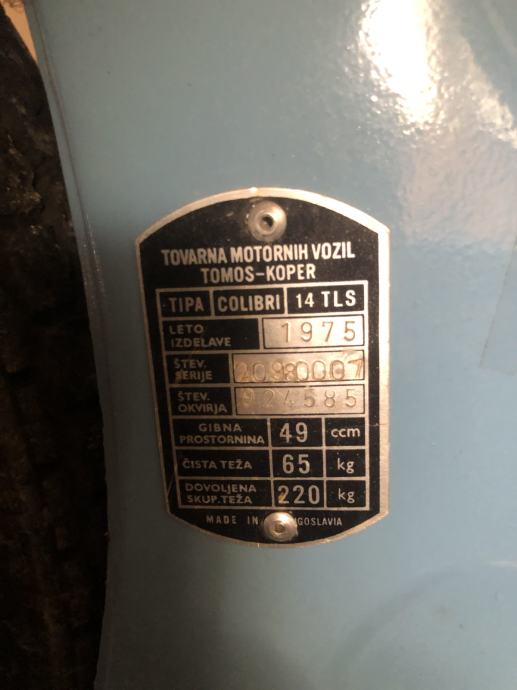 TOVARNA MOTORNIH VOZIL
TOMOS-KOPER
TIPA COLIBRI 14 TLS
LETO IZDELAVE 1975
ŠTEV. SERIJE
ŠTEV. OKVIRJA 924585
GIBNA PROSTORNINA 49 ccm
ČISTA TEŽA 65 kg
DOVOLJENA SKUP. TEŽA 220 kg
MADE IN